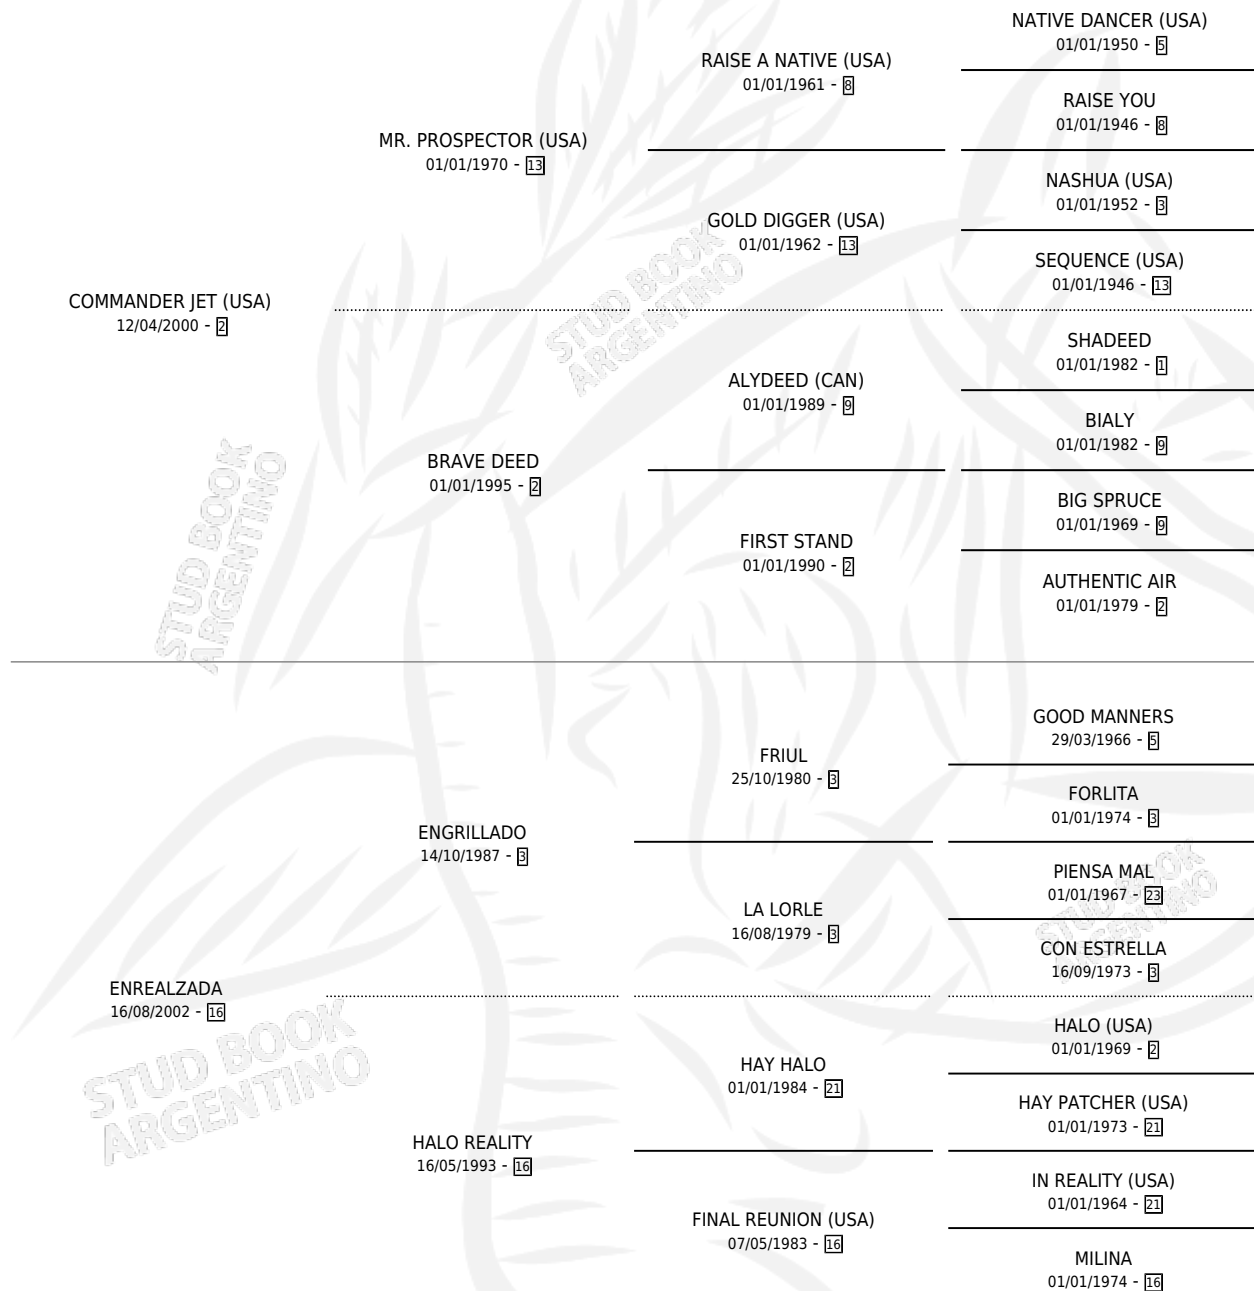 NATIVE DANCER (USA)
01/01/1950 - 5
RAISE A NATIVE (USA)
01/01/1961 - 8
RAISE YOU
01/01/1946 - 8
MR. PROSPECTOR (USA)
01/01/1970 - 13
NASHUA (USA)
01/01/1952 - 3
GOLD DIGGER (USA)
01/01/1962 - 13
SEQUENCE (USA)
01/01/1946 - 13
COMMANDER JET (USA)
12/04/2000 - 2
STUD BOOK
ARGENTINO
SHADEED
01/01/1982 - 1
ALYDEED (CAN)
01/01/1989 - 9
BIALY
01/01/1982 - 9
BRAVE DEED
01/01/1995 - 2
BIG SPRUCE
01/01/1969 - 9
FIRST STAND
01/01/1990 - 2
AUTHENTIC AIR
01/01/1979 - 2
STUD BOOK
ARGENTINO
GOOD MANNERS
29/03/1966 - 5
FRIUL
25/10/1980 - 3
FORLITA
01/01/1974 - 3
ENGRILLADO
14/10/1987 - 3
PIENSA MAL
01/01/1967 - 23
LA LORLE
16/08/1979 - 3
CON ESTRELLA
16/09/1973 - 3
STUD BOOK
ARGENTINO
ENREALZADA
16/08/2002 - 16
HALO (USA)
01/01/1969 - 2
HAY HALO
01/01/1984 - 21
HAY PATCHER (USA)
01/01/1973 - 21
STUD BOOK
ARGENTINO
HALO REALITY
16/05/1993 - 16
IN REALITY (USA)
01/01/1964 - 21
FINAL REUNION (USA)
07/05/1983 - 16
MILINA
01/01/1974 - 16